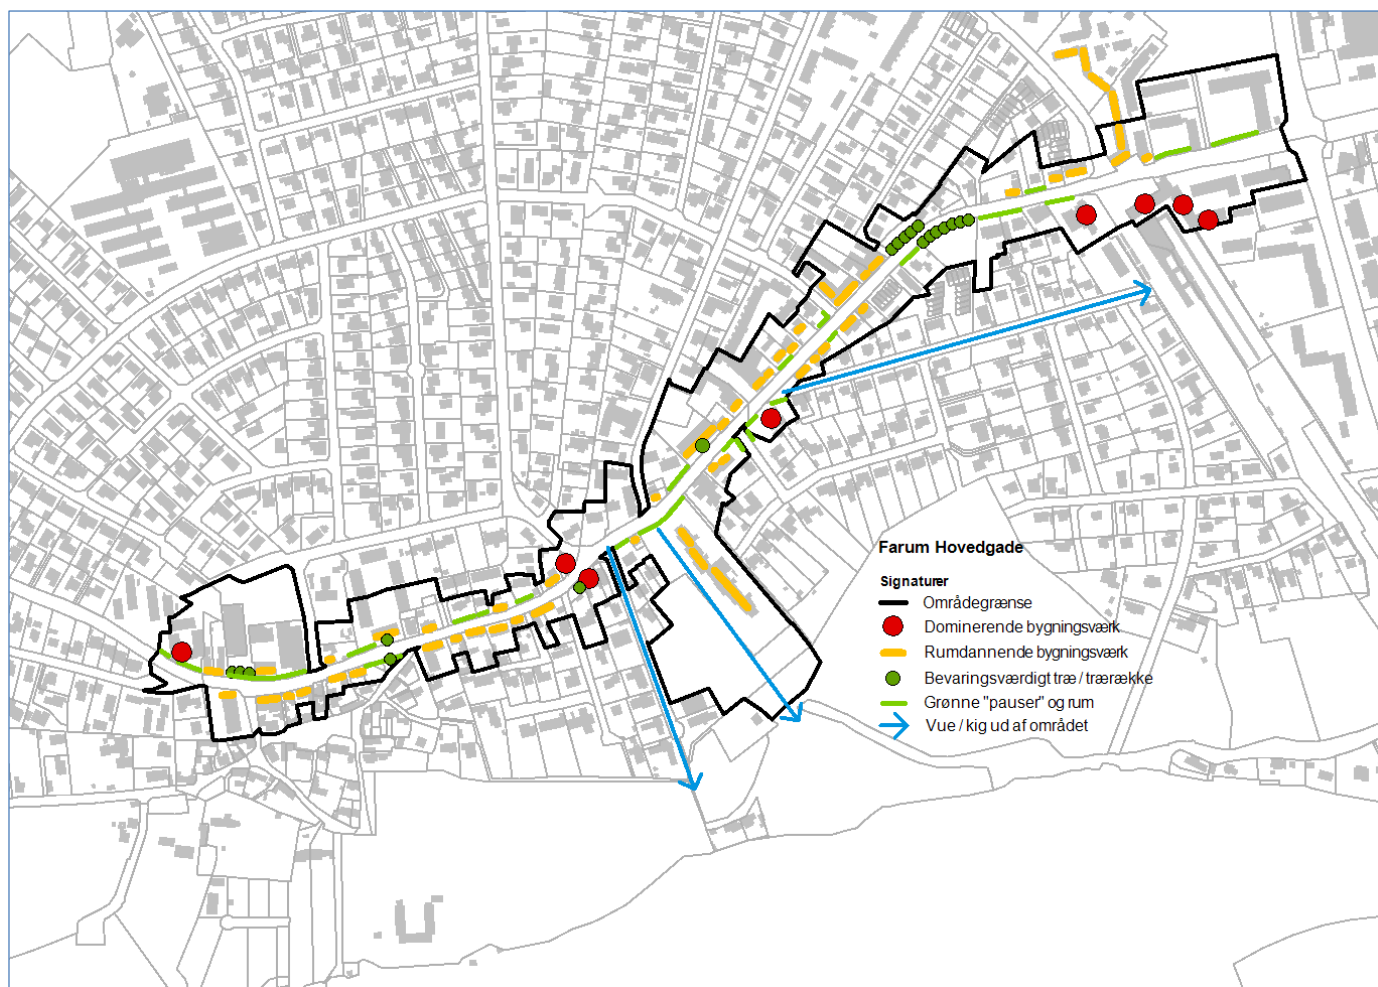 Farum Hovedgade
Signaturer
Områdegrænse
Dominerende bygningsværk
Rumdannende bygningsværk
Bevaringsværdigt træ / trærække
Grønne "pauser" og rum
Vue / kig ud af området